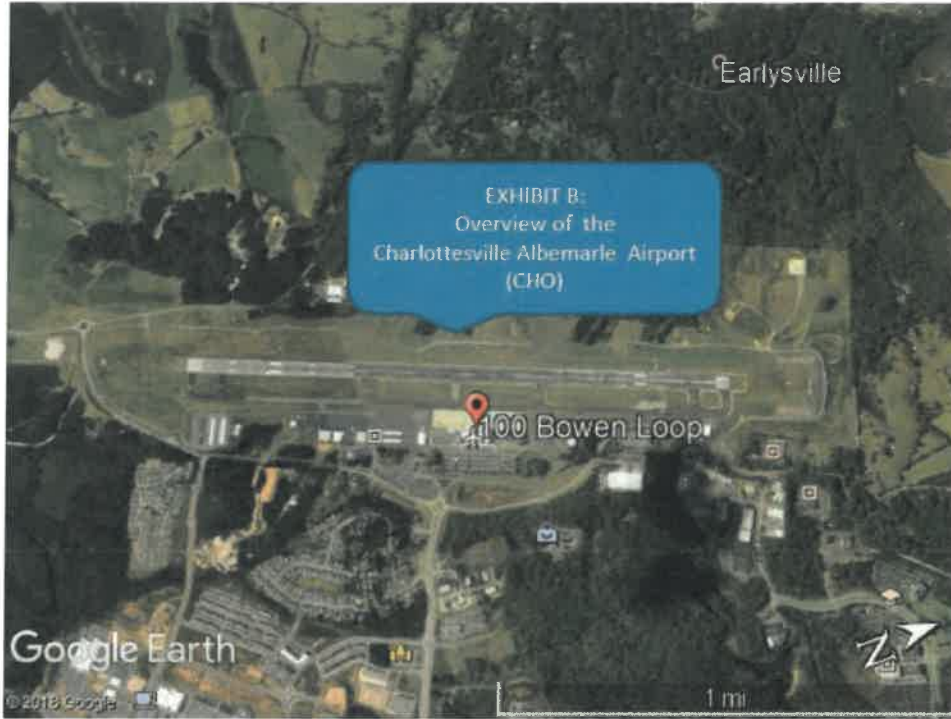 Earlysville
EXHIBIT B:
Overview of the
Charlottesville Albemarle Airport
(CHO)
100 Bowen Loop
Google Earth
© 2018 Google
N
1 mi